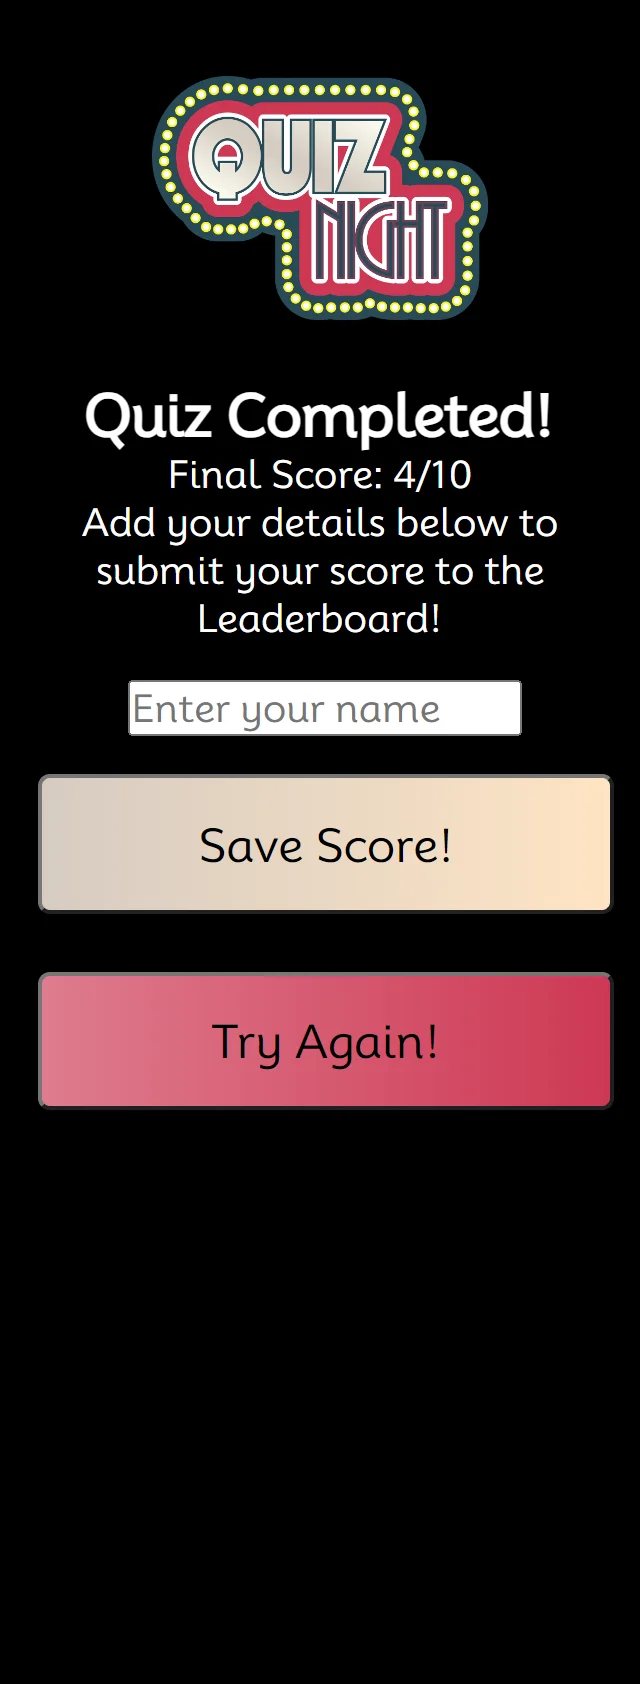 QUIZ
NIGHT
Quiz Completed!
Final Score: 4/10
Add your details below to
submit your score to the
Leaderboard!
Enter your name
Save Score!
Try Again!